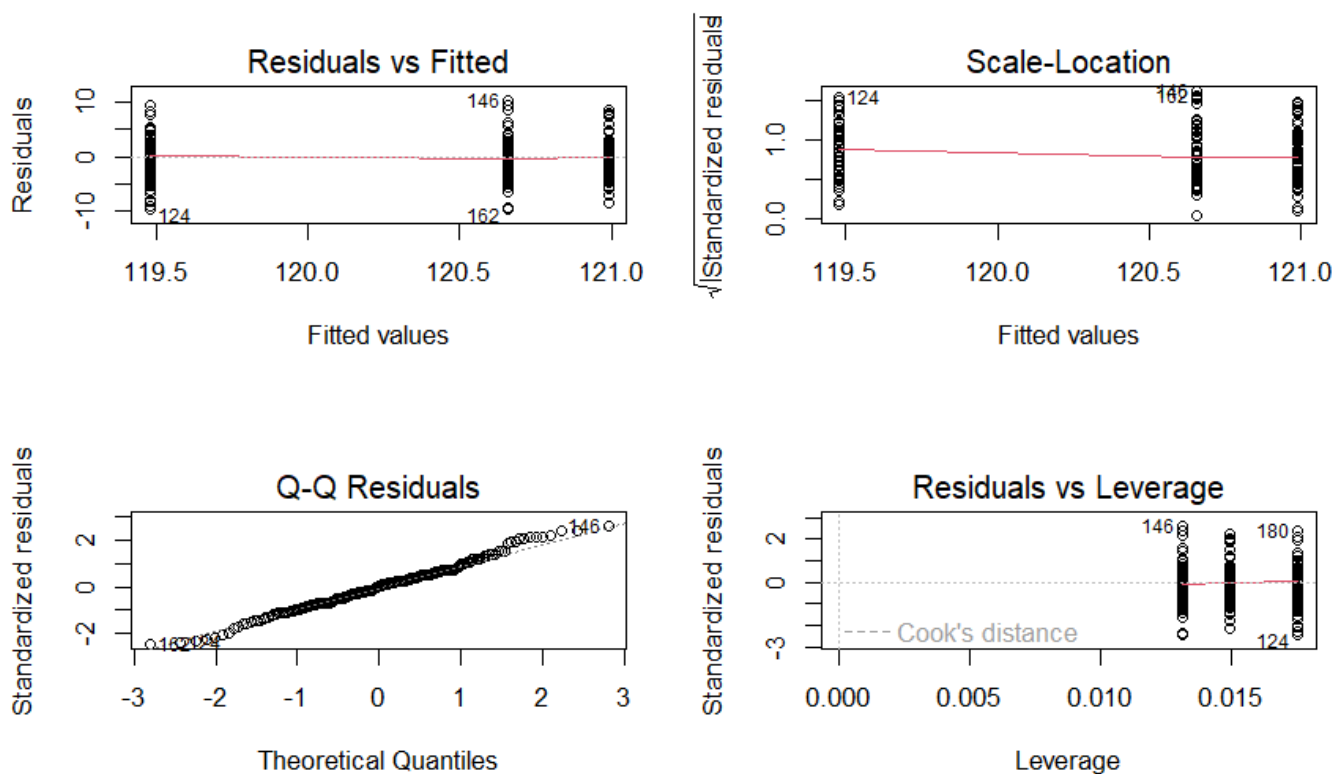 Residuals vs Fitted
Residuals
10
0
-10
146
124
162
119.5 120.0 120.5 121.0
Fitted values
Scale-Location
√|Standardized residuals|
1.0
0.0
124
146
162
119.5 120.0 120.5 121.0
Fitted values
Q-Q Residuals
Standardized residuals
2
0
-2
146
162
-3 -2 -1 0 1 2 3
Theoretical Quantiles
Residuals vs Leverage
Standardized residuals
2
0
-3
146
180
124
Cook's distance
0.000 0.005 0.010 0.015
Leverage